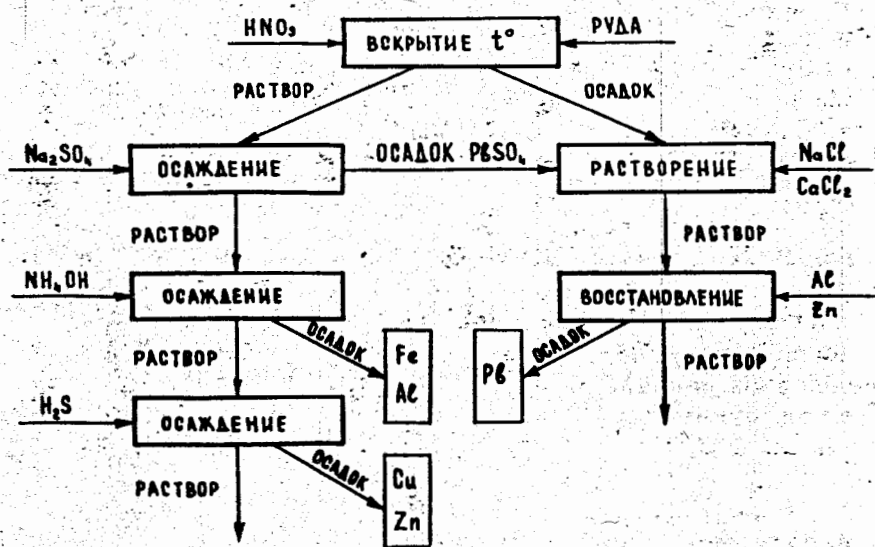 HNO₃
ВСКРЫТИЕ t°
РУДА
РАСТВОР
ОСАДОК
Na₂SO₄
ОСАЖДЕНИЕ
ОСАДОК PbSO₄
РАСТВОРЕНИЕ
NaCl
CaCl₂
РАСТВОР
РАСТВОР
NH₄OH
ОСАЖДЕНИЕ
ВОССТАНОВЛЕНИЕ
Al
Zn
РАСТВОР
ОСАДОК
Fe
Al
Pb
ОСАДОК
РАСТВОР
H₂S
ОСАЖДЕНИЕ
РАСТВОР
ОСАДОК
Cu
Zn